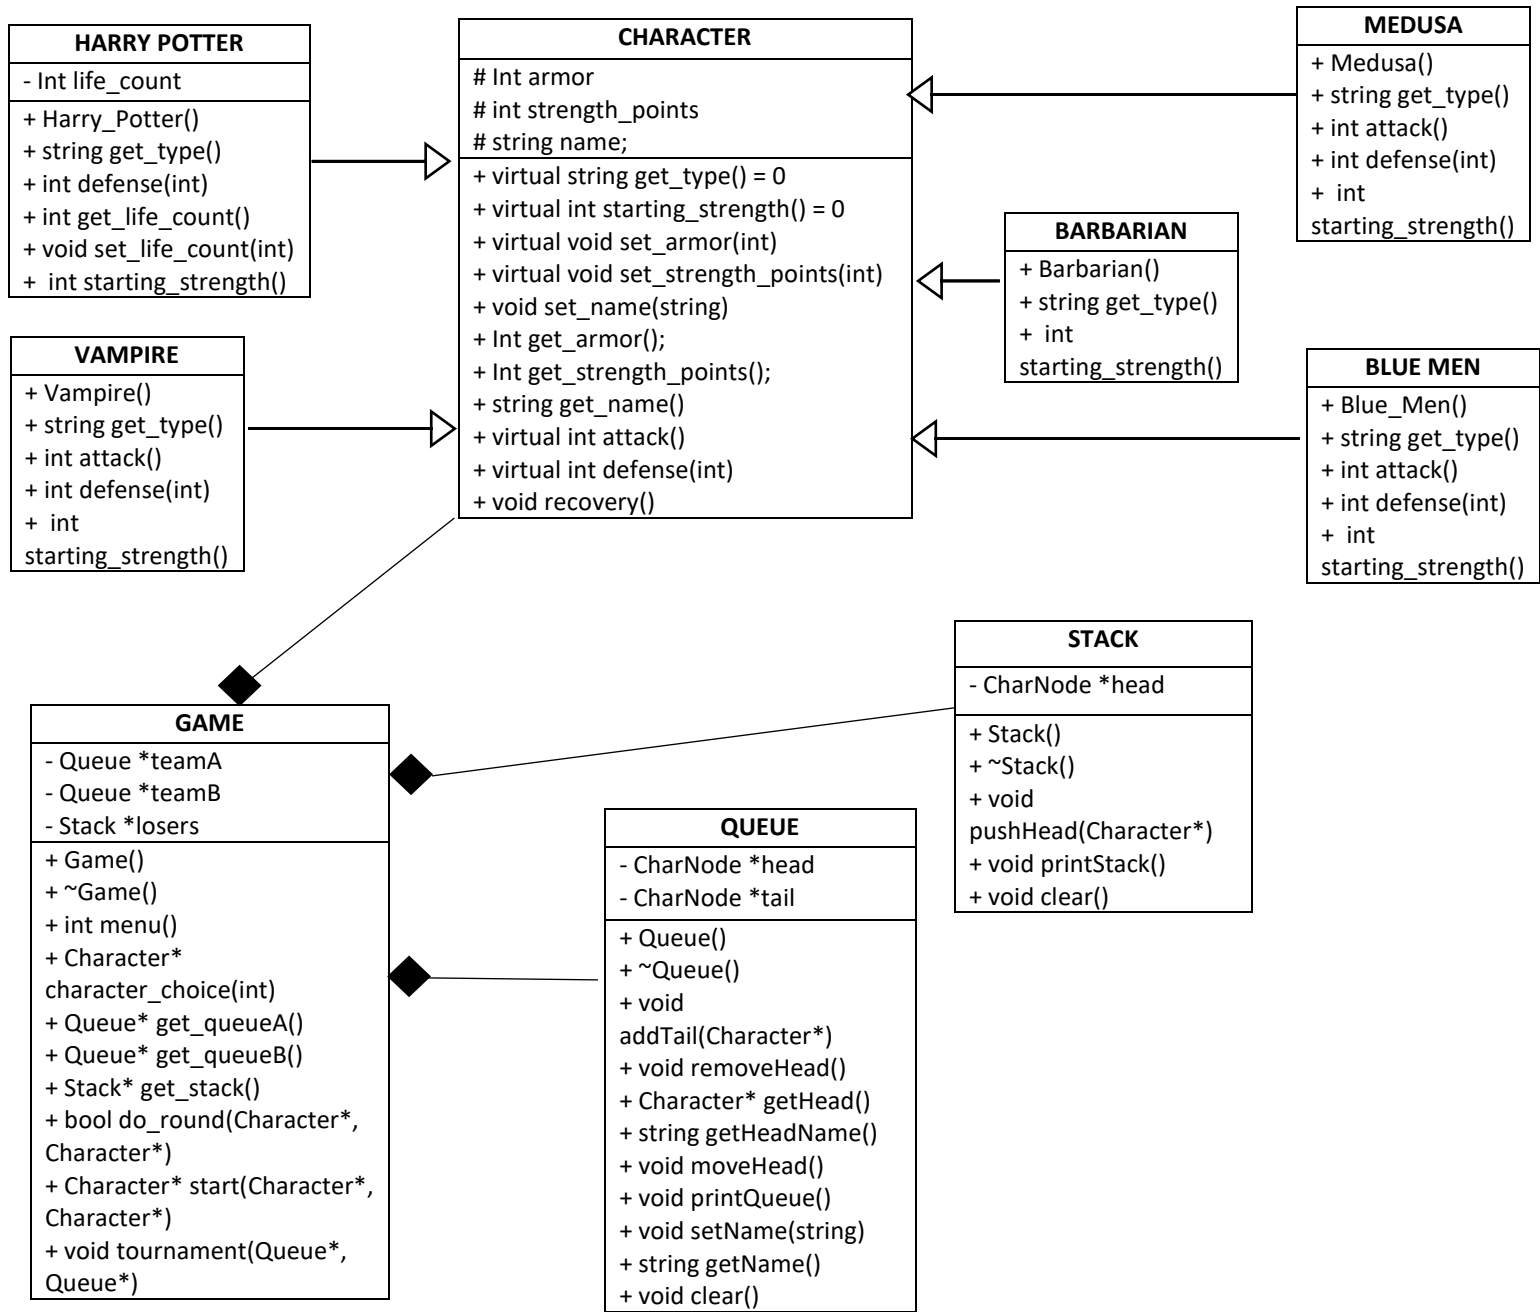 HARRY POTTER
- Int life_count
+ Harry_Potter()
+ string get_type()
+ int defense(int)
+ int get_life_count()
+ void set_life_count(int)
+  int starting_strength()
CHARACTER
# Int armor
# int strength_points
# string name;
+ virtual string get_type() = 0
+ virtual int starting_strength() = 0
+ virtual void set_armor(int)
+ virtual void set_strength_points(int)
+ void set_name(string)
+ Int get_armor();
+ Int get_strength_points();
+ string get_name()
+ virtual int attack()
+ virtual int defense(int)
+ void recovery()
MEDUSA
+ Medusa()
+ string get_type()
+ int attack()
+ int defense(int)
+  int
starting_strength()
BARBARIAN
+ Barbarian()
+ string get_type()
+  int
starting_strength()
VAMPIRE
+ Vampire()
+ string get_type()
+ int attack()
+ int defense(int)
+  int
starting_strength()
BLUE MEN
+ Blue_Men()
+ string get_type()
+ int attack()
+ int defense(int)
+  int
starting_strength()
STACK
- CharNode *head
+ Stack()
+ ~Stack()
+ void
pushHead(Character*)
+ void printStack()
+ void clear()
GAME
- Queue *teamA
- Queue *teamB
- Stack *losers
+ Game()
+ ~Game()
+ int menu()
+ Character*
character_choice(int)
+ Queue* get_queueA()
+ Queue* get_queueB()
+ Stack* get_stack()
+ bool do_round(Character*,
Character*)
+ Character* start(Character*,
Character*)
+ void tournament(Queue*,
Queue*)
QUEUE
- CharNode *head
- CharNode *tail
+ Queue()
+ ~Queue()
+ void
addTail(Character*)
+ void removeHead()
+ Character* getHead()
+ string getHeadName()
+ void moveHead()
+ void printQueue()
+ void setName(string)
+ string getName()
+ void clear()